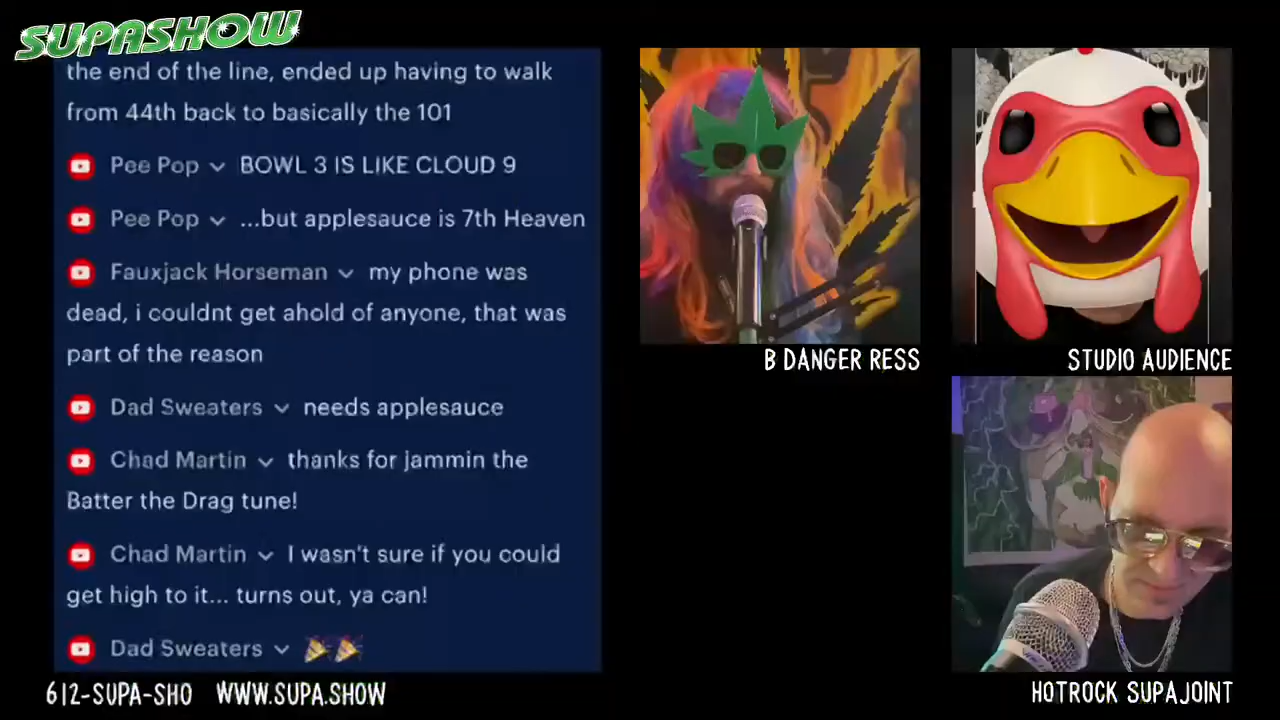 SUPASHOW
the end of the line, ended up having to walk
from 44th back to basically the 101
Pee Pop BOWL 3 IS LIKE CLOUD 9
Pee Pop ...but applesauce is 7th Heaven
Fauxjack Horseman my phone was
dead, i couldnt get ahold of anyone, that was
part of the reason
Dad Sweaters needs applesauce
Chad Martin thanks for jammin the
Batter the Drag tune!
Chad Martin I wasn't sure if you could
get high to it... turns out, ya can!
Dad Sweaters 🎉🎉
B DANGER RESS
STUDIO AUDIENCE
HOTROCK SUPAJOINT
612-SUPA-SHO WWW.SUPA.SHOW